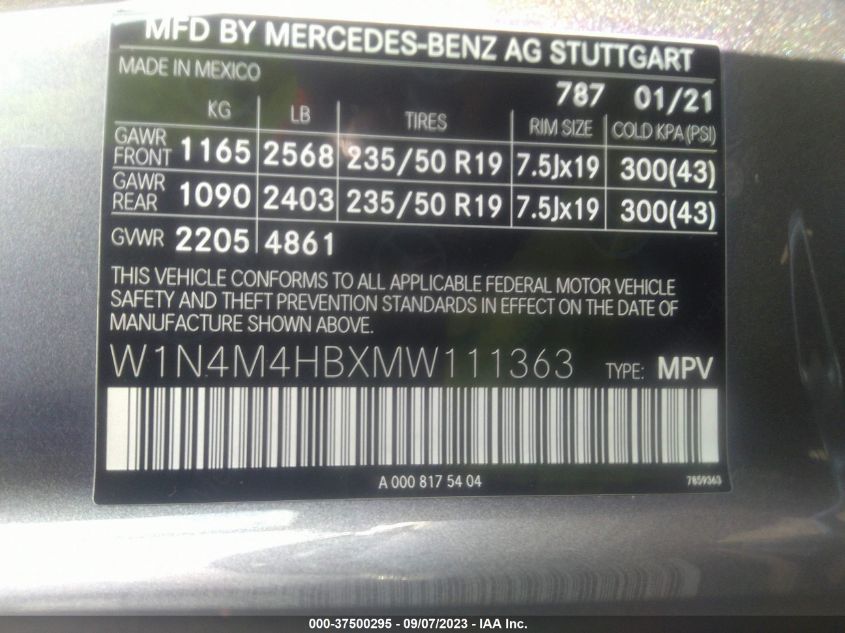 MFD BY MERCEDES-BENZ AG STUTTGART
MADE IN MEXICO
787 01/21
KG LB TIRES RIM SIZE COLD KPA (PSI)
GAWR FRONT 1165 2568 235/50 R19 7.5Jx19 300(43)
GAWR REAR 1090 2403 235/50 R19 7.5Jx19 300(43)
GVWR 2205 4861
THIS VEHICLE CONFORMS TO ALL APPLICABLE FEDERAL MOTOR VEHICLE
SAFETY AND THEFT PREVENTION STANDARDS IN EFFECT ON THE DATE OF
MANUFACTURE SHOWN ABOVE.
W1N4M4HBXMW111363 TYPE: MPV
A 000 817 54 04 7859363
000-37500295 - 09/07/2023 - IAA Inc.